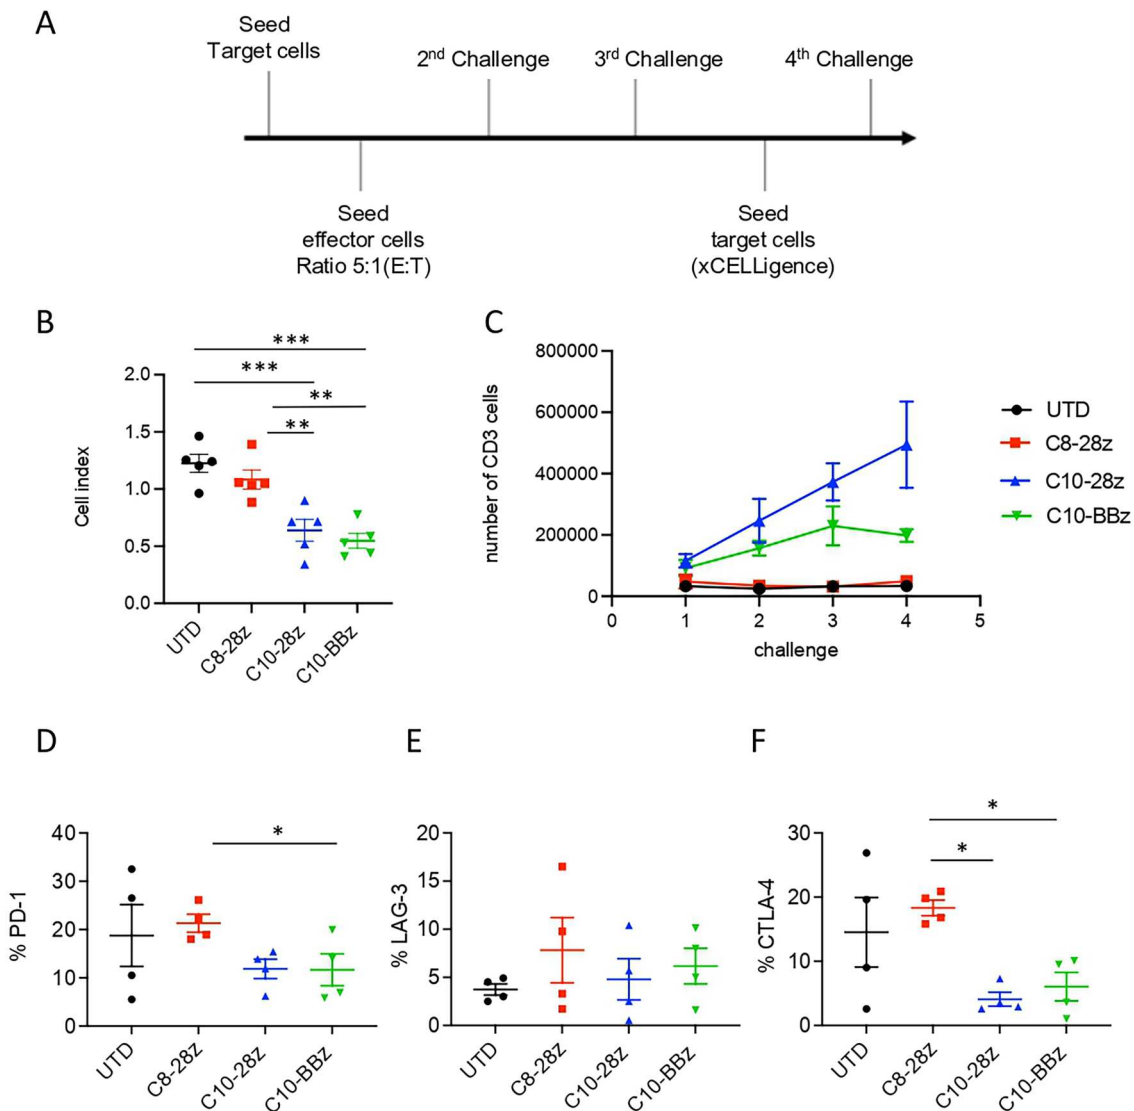 A
Seed
Target cells
2nd Challenge
3rd Challenge
4th Challenge
Seed
effector cells
Ratio 5:1(E:T)
Seed
target cells
(xCELLigence)
B
***
***
**
**
2.0
1.5
1.0
0.5
0.0
Cell index
UTD
C8-28z
C10-28z
C10-BBz
C
800000
600000
400000
200000
0
number of CD3 cells
0
1
2
3
4
5
challenge
UTD
C8-28z
C10-28z
C10-BBz
D
*
40
30
20
10
0
% PD-1
UTD
C8-28z
C10-28z
C10-BBz
E
20
15
10
5
0
% LAG-3
UTD
C8-28z
C10-28z
C10-BBz
F
*
*
30
20
10
0
% CTLA-4
UTD
C8-28z
C10-28z
C10-BBz